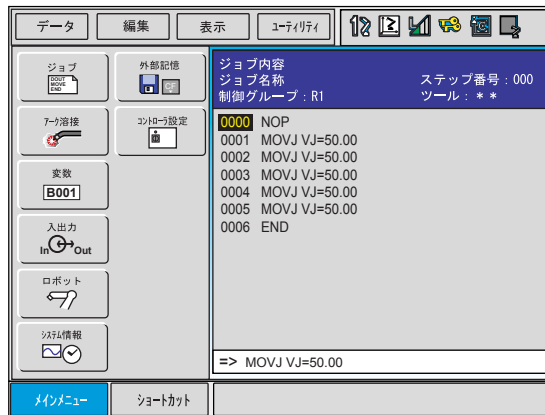 データ 編集 表示 ユーティリティ
ジョブ
DOUT
MOVE
END
外部記憶
CF
アーク溶接
コントローラ設定
変数
B001
入出力
In Out
ロボット
システム情報
ジョブ内容
ジョブ名称 ステップ番号:000
制御グループ:R1 ツール:**
0000 NOP
0001 MOVJ VJ=50.00
0002 MOVJ VJ=50.00
0003 MOVJ VJ=50.00
0004 MOVJ VJ=50.00
0005 MOVJ VJ=50.00
0006 END
=> MOVJ VJ=50.00
メインメニュー ショートカット